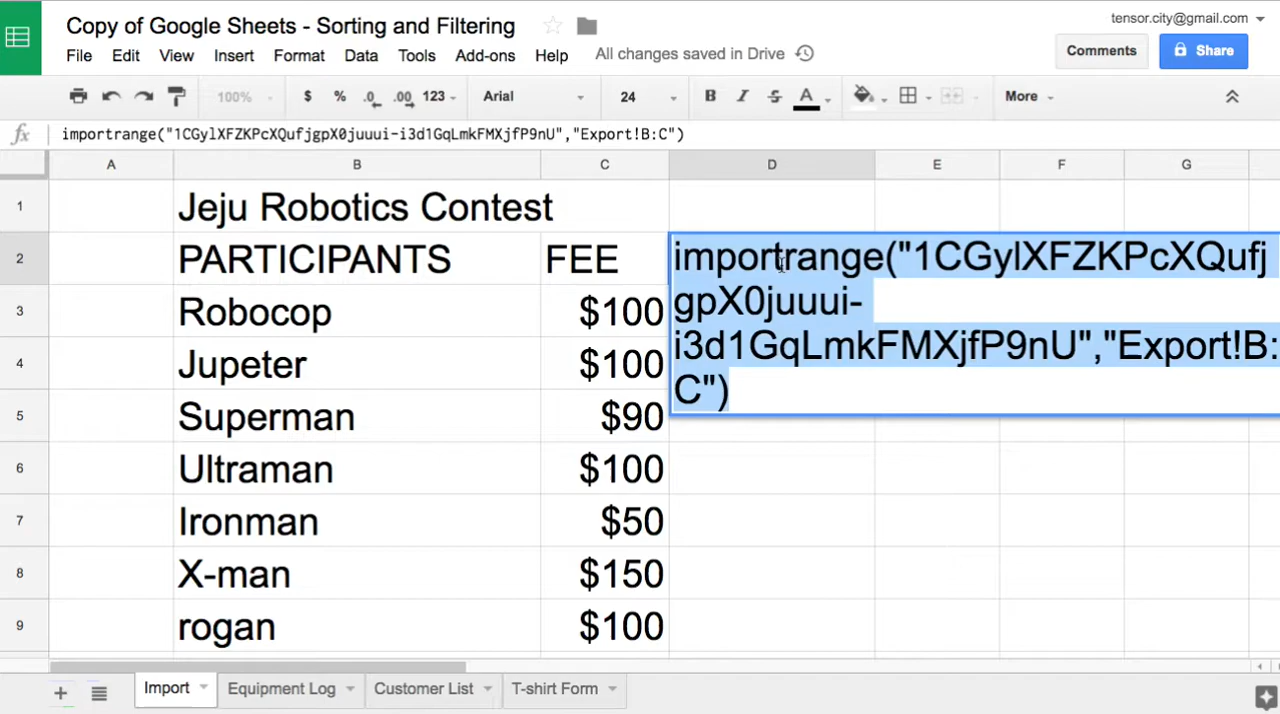 Copy of Google Sheets - Sorting and Filtering
tensor.city@gmail.com
File Edit View Insert Format Data Tools Add-ons Help All changes saved in Drive
Comments Share
100% $ % .0 .00 123 Arial 24 B I S A More
fx importrange("1CGylXFZKPcXQufjgpX0juuui-i3d1GqLmkFMXjfP9nU","Export!B:C")
A B C D E F G
1 Jeju Robotics Contest
2 PARTICIPANTS FEE importrange("1CGylXFZKPcXQufj
gpX0juuui-
i3d1GqLmkFMXjfP9nU","Export!B:
C")
3 Robocop $100
4 Jupeter $100
5 Superman $90
6 Ultraman $100
7 Ironman $50
8 X-man $150
9 rogan $100
Import Equipment Log Customer List T-shirt Form